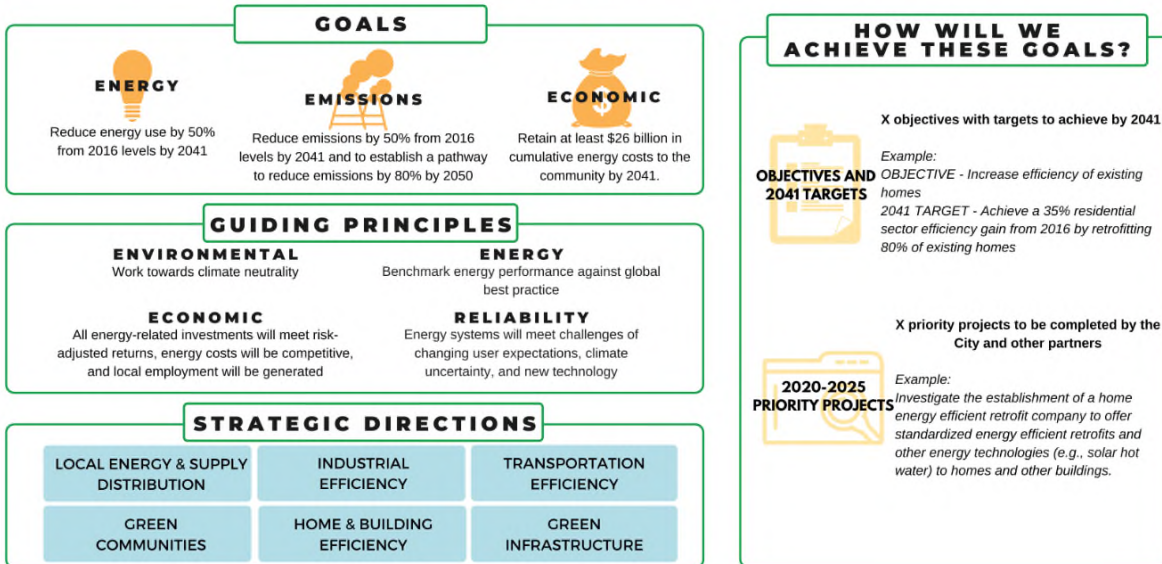 GOALS
ENERGY
Reduce energy use by 50%
from 2016 levels by 2041
EMISSIONS
Reduce emissions by 50% from 2016
levels by 2041 and to establish a pathway
to reduce emissions by 80% by 2050
ECONOMIC
Retain at least $26 billion in
cumulative energy costs to the
community by 2041.
GUIDING PRINCIPLES
ENVIRONMENTAL
Work towards climate neutrality
ENERGY
Benchmark energy performance against global
best practice
ECONOMIC
All energy-related investments will meet risk-
adjusted returns, energy costs will be competitive,
and local employment will be generated
RELIABILITY
Energy systems will meet challenges of
changing user expectations, climate
uncertainty, and new technology
STRATEGIC DIRECTIONS
LOCAL ENERGY & SUPPLY
DISTRIBUTION
INDUSTRIAL
EFFICIENCY
TRANSPORTATION
EFFICIENCY
GREEN
COMMUNITIES
HOME & BUILDING
EFFICIENCY
GREEN
INFRASTRUCTURE
HOW WILL WE
ACHIEVE THESE GOALS?
OBJECTIVES AND
2041 TARGETS
X objectives with targets to achieve by 2041
Example:
OBJECTIVE - Increase efficiency of existing
homes
2041 TARGET - Achieve a 35% residential
sector efficiency gain from 2016 by retrofitting
80% of existing homes
2020-2025
PRIORITY PROJECTS
X priority projects to be completed by the
City and other partners
Example:
Investigate the establishment of a home
energy efficient retrofit company to offer
standardized energy efficient retrofits and
other energy technologies (e.g., solar hot
water) to homes and other buildings.